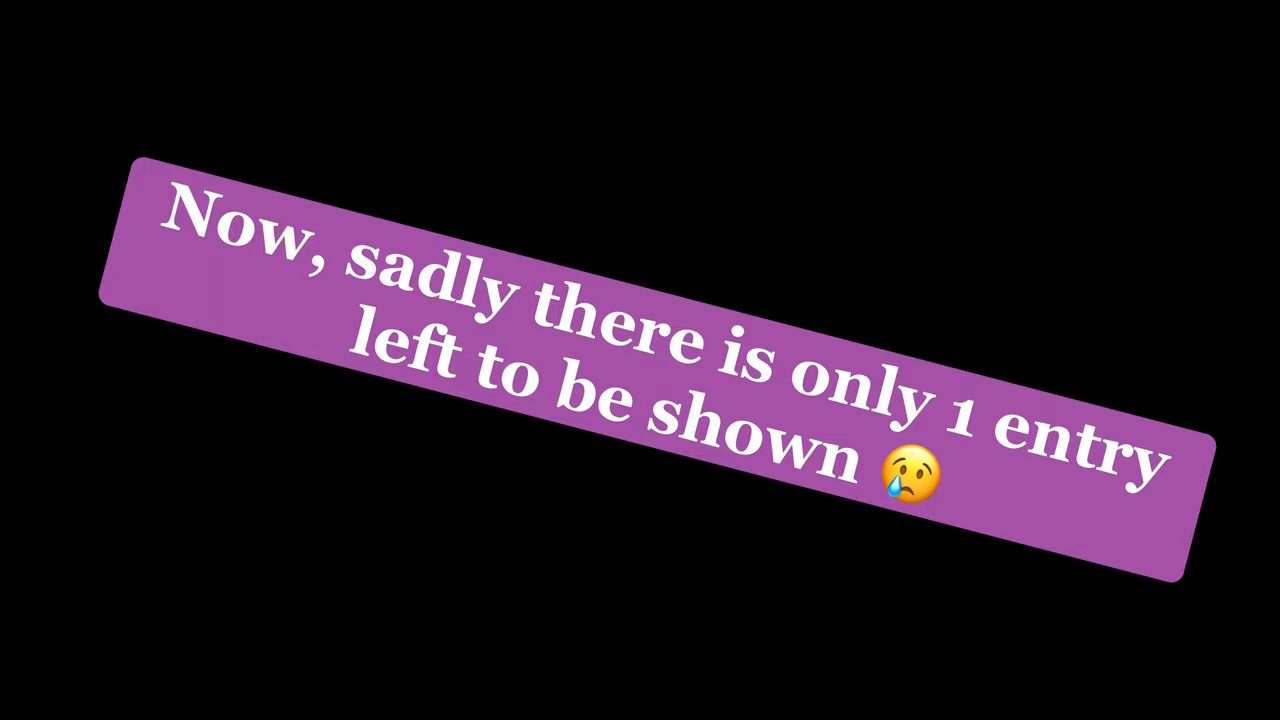 Now, sadly there is only 1 entry
left to be shown 😢